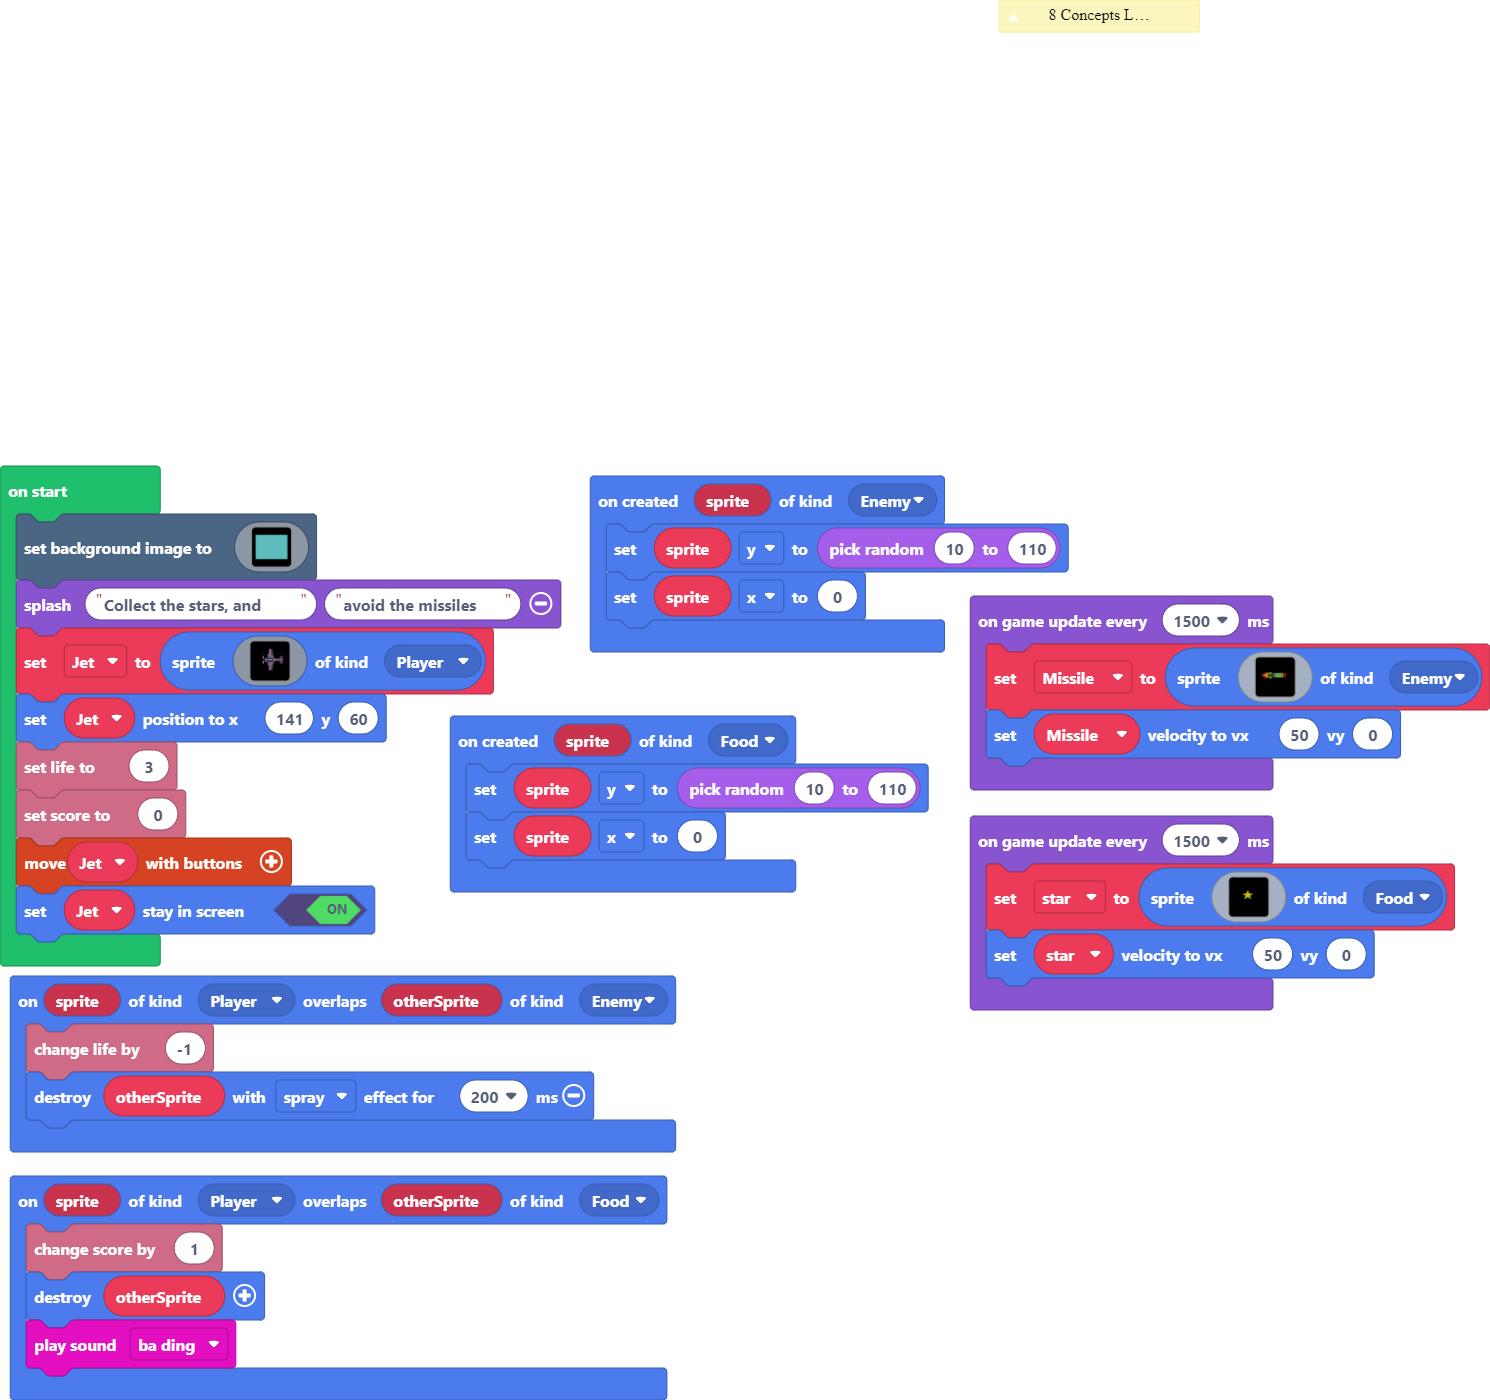 8 Concepts L...
on start
set background image to
splash "Collect the stars, and " "avoid the missiles "
set Jet to sprite of kind Player
set Jet position to x 141 y 60
set life to 3
set score to 0
move Jet with buttons
set Jet stay in screen ON
on created sprite of kind Enemy
set sprite y to pick random 10 to 110
set sprite x to 0
on created sprite of kind Food
set sprite y to pick random 10 to 110
set sprite x to 0
on game update every 1500 ms
set Missile to sprite of kind Enemy
set Missile velocity to vx 50 vy 0
on game update every 1500 ms
set star to sprite of kind Food
set star velocity to vx 50 vy 0
on sprite of kind Player overlaps otherSprite of kind Enemy
change life by -1
destroy otherSprite with spray effect for 200 ms
on sprite of kind Player overlaps otherSprite of kind Food
change score by 1
destroy otherSprite
play sound ba ding